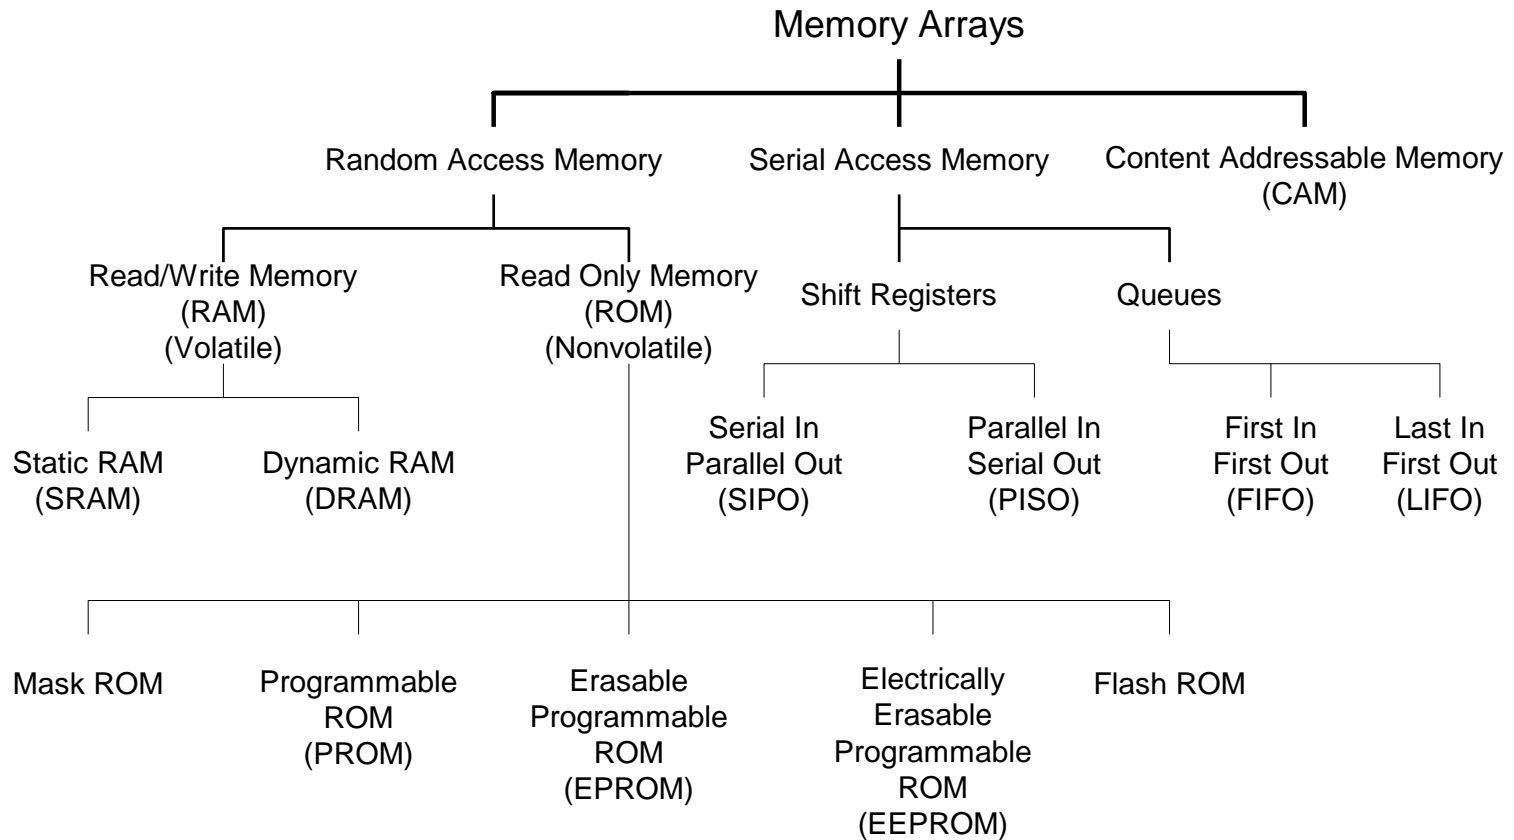 Memory Arrays
Random Access Memory
Serial Access Memory
Content Addressable Memory
(CAM)
Read/Write Memory
(RAM)
(Volatile)
Read Only Memory
(ROM)
(Nonvolatile)
Shift Registers
Queues
Static RAM
(SRAM)
Dynamic RAM
(DRAM)
Serial In
Parallel Out
(SIPO)
Parallel In
Serial Out
(PISO)
First In
First Out
(FIFO)
Last In
First Out
(LIFO)
Mask ROM
Programmable
ROM
(PROM)
Erasable
Programmable
ROM
(EPROM)
Electrically
Erasable
Programmable
ROM
(EEPROM)
Flash ROM